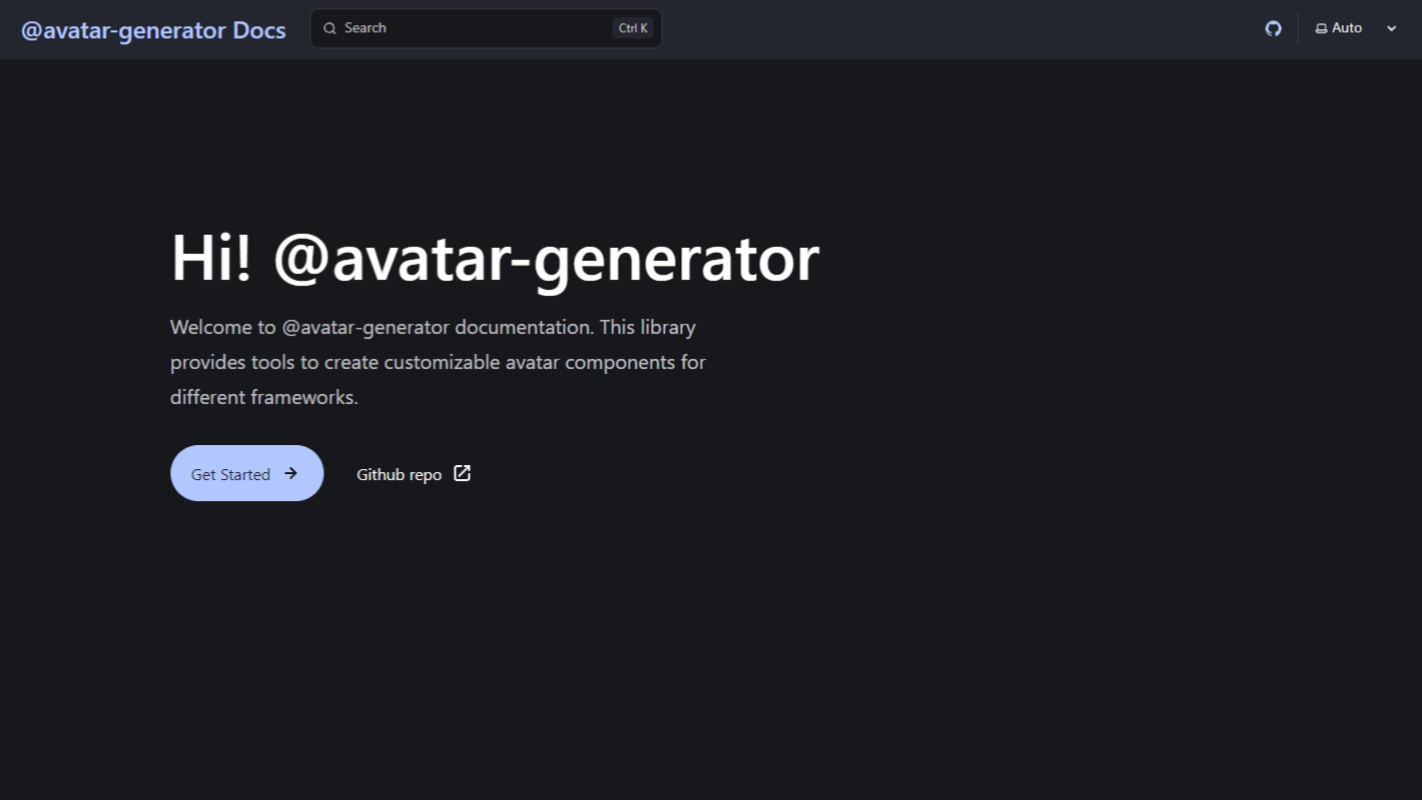 @avatar-generator Docs
Search
Ctrl K
Auto
Hi! @avatar-generator
Welcome to @avatar-generator documentation. This library
provides tools to create customizable avatar components for
different frameworks.
Get Started
Github repo